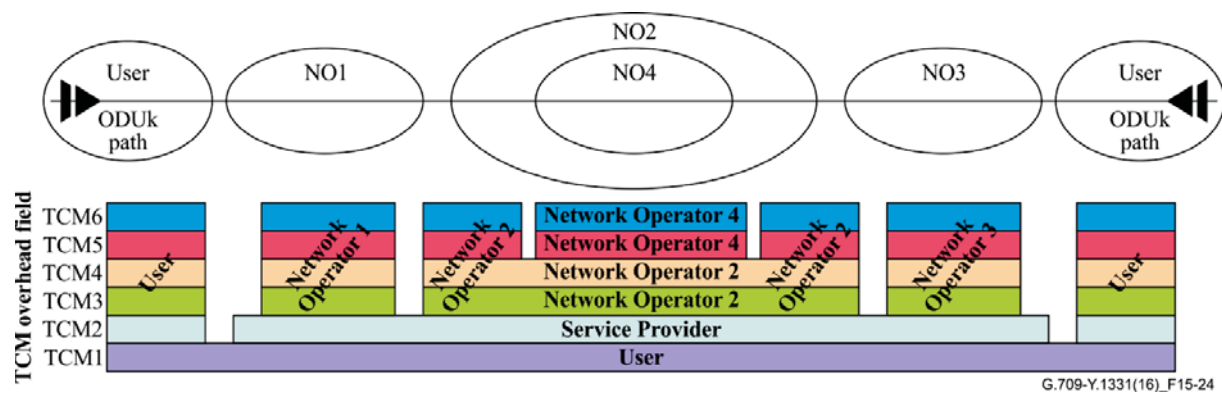 NO2
User
NO1
NO4
NO3
User
ODUk
path
ODUk
path
TCM overhead field
TCM6
TCM5
TCM4
TCM3
TCM2
TCM1
User
Network
Operator 1
Network
Operator 2
Network Operator 4
Network Operator 4
Network Operator 2
Network Operator 2
Network
Operator 2
Network
Operator 3
User
Service Provider
User
G.709-Y.1331(16)_F15-24